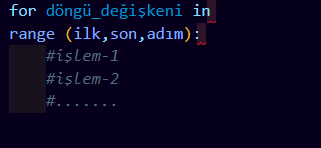 for döngü_değişkeni in
range (ilk,son,adım):
#işlem-1
#işlem-2
#.......